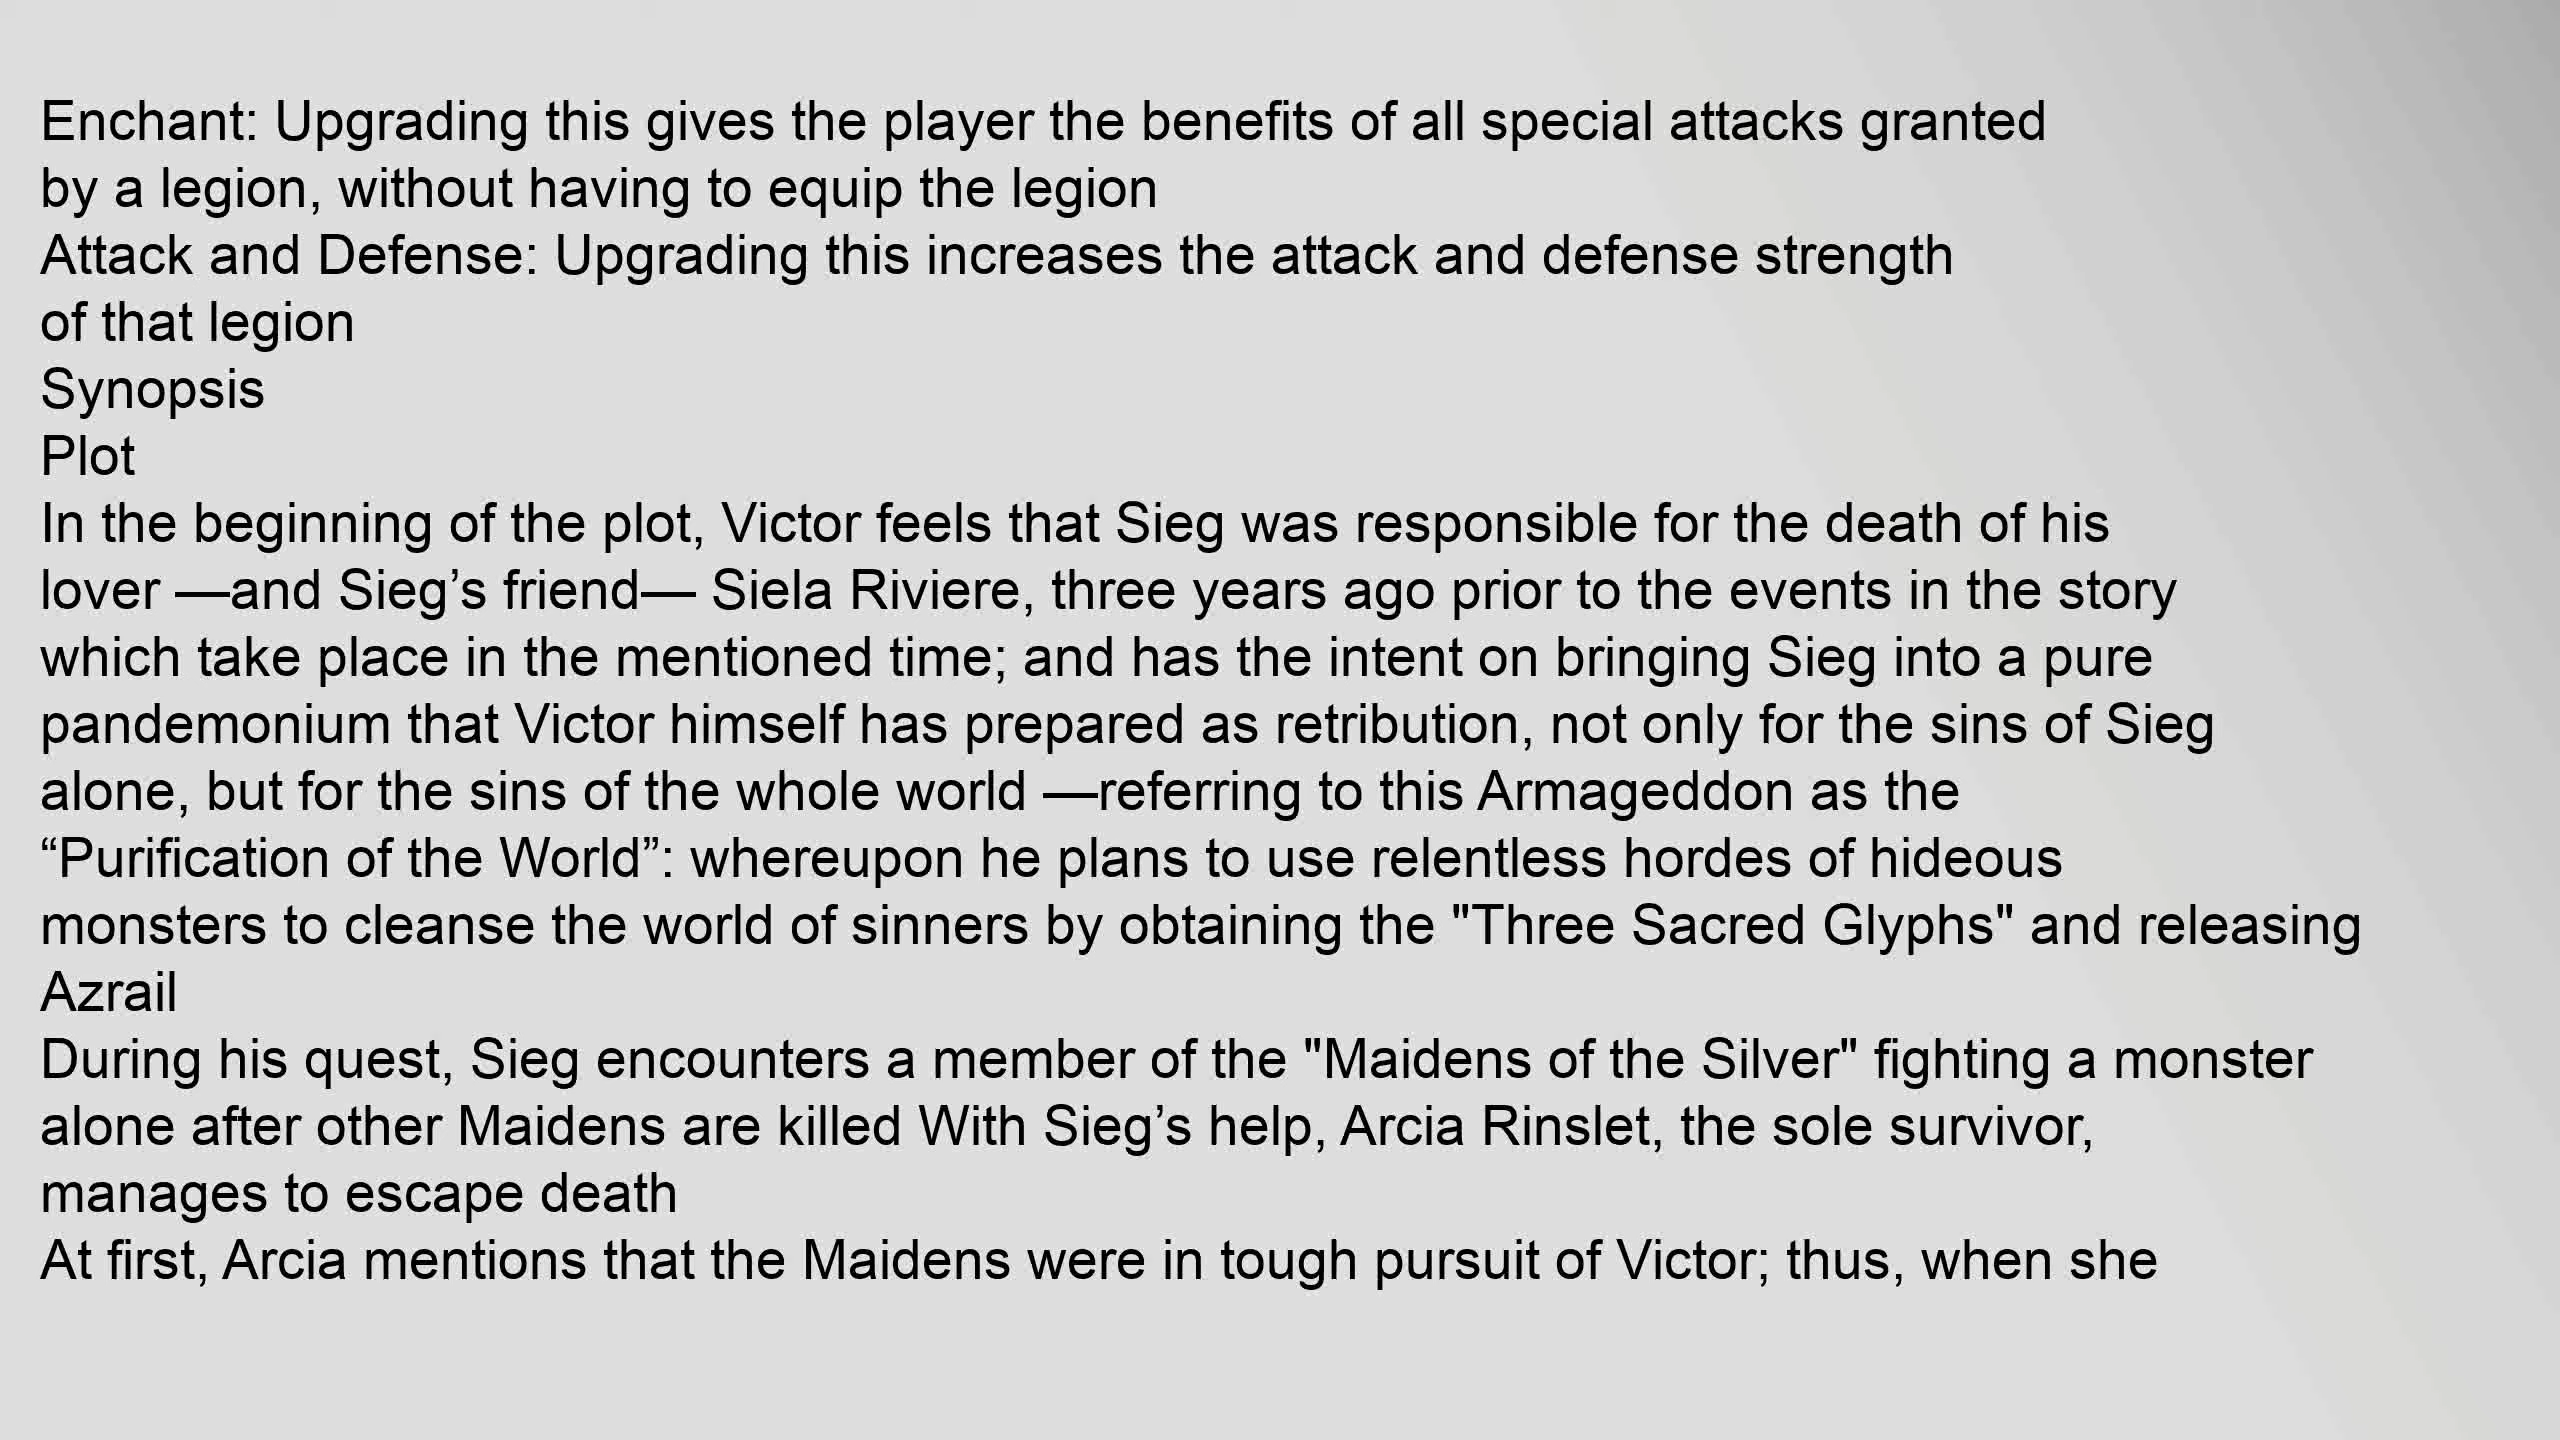 Enchant: Upgrading this gives the player the benefits of all special attacks granted
by a legion, without having to equip the legion
Attack and Defense: Upgrading this increases the attack and defense strength
of that legion
Synopsis
Plot
In the beginning of the plot, Victor feels that Sieg was responsible for the death of his
lover —and Sieg’s friend— Siela Riviere, three years ago prior to the events in the story
which take place in the mentioned time; and has the intent on bringing Sieg into a pure
pandemonium that Victor himself has prepared as retribution, not only for the sins of Sieg
alone, but for the sins of the whole world —referring to this Armageddon as the
“Purification of the World”: whereupon he plans to use relentless hordes of hideous
monsters to cleanse the world of sinners by obtaining the "Three Sacred Glyphs" and releasing
Azrail
During his quest, Sieg encounters a member of the "Maidens of the Silver" fighting a monster
alone after other Maidens are killed With Sieg’s help, Arcia Rinslet, the sole survivor,
manages to escape death
At first, Arcia mentions that the Maidens were in tough pursuit of Victor; thus, when she